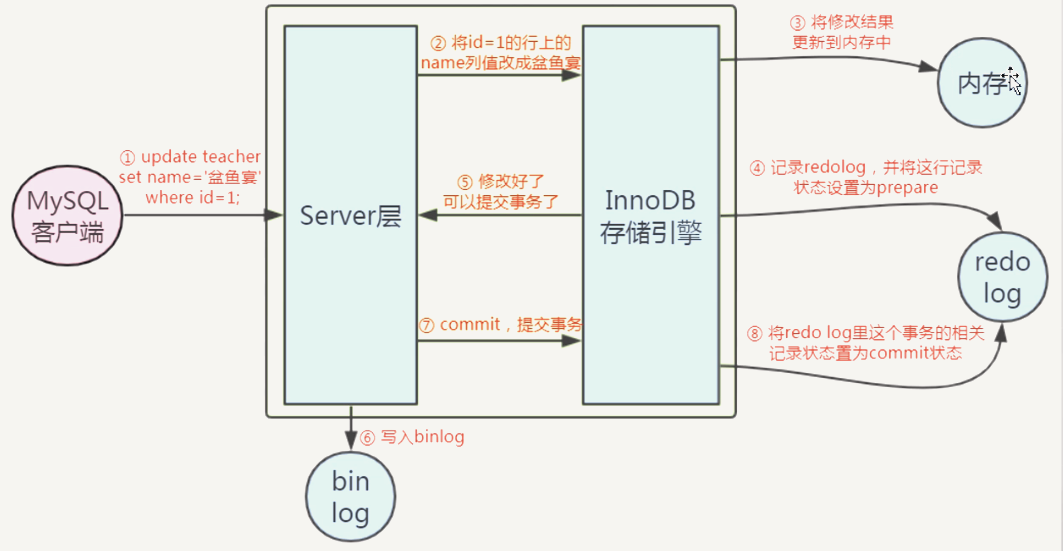 ② 将id=1的行上的
name列值改成盆鱼宴
③ 将修改结果
更新到内存中
内存
① update teacher
set name='盆鱼宴'
where id=1;
MySQL
客户端
Server层
⑤ 修改好了
可以提交事务了
InnoDB
存储引擎
④ 记录redolog，并将这行记录
状态设置为prepare
redo
log
⑦ commit，提交事务
⑧ 将redo log里这个事务的相关
记录状态置为commit状态
⑥ 写入binlog
bin
log